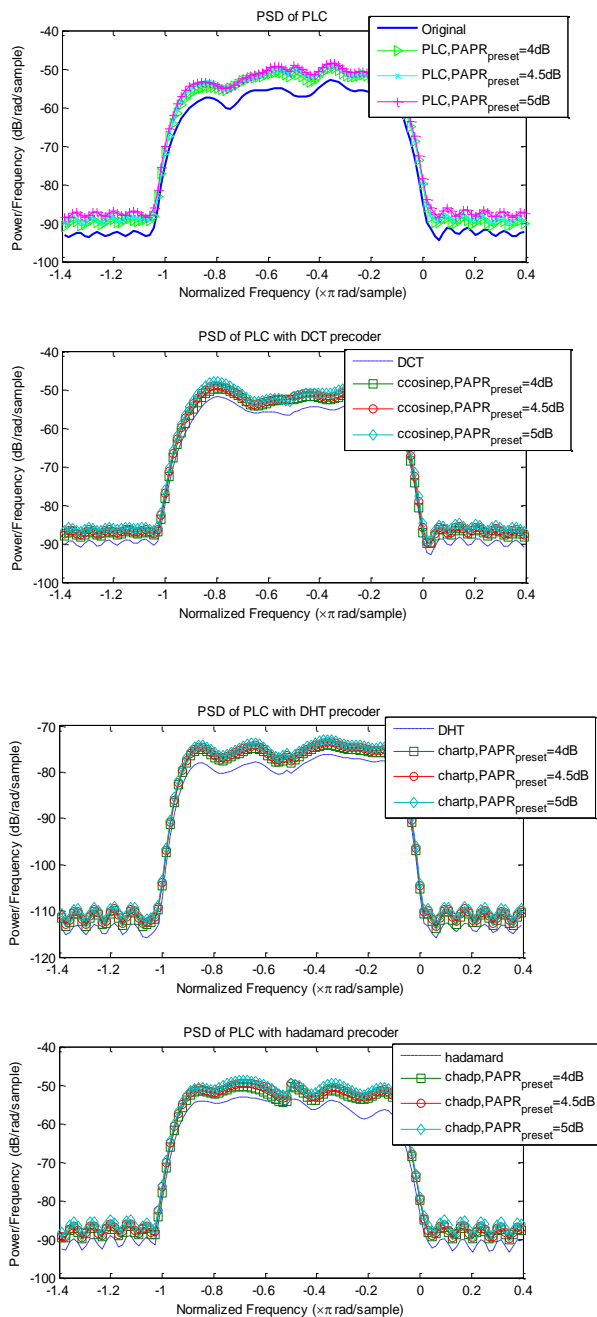 PSD of PLC
-40
-50
-60
-70
-80
-90
-100
-1.4 -1.2 -1 -0.8 -0.6 -0.4 -0.2 0 0.2 0.4
Normalized Frequency (×π rad/sample)
Power/Frequency (dB/rad/sample)
Original
PLC,PAPRpreset=4dB
PLC,PAPRpreset=4.5dB
PLC,PAPRpreset=5dB
PSD of PLC with DCT precoder
-40
-50
-60
-70
-80
-90
-100
-1.4 -1.2 -1 -0.8 -0.6 -0.4 -0.2 0 0.2 0.4
Normalized Frequency (×π rad/sample)
Power/Frequency (dB/rad/sample)
DCT
ccosinep,PAPRpreset=4dB
ccosinep,PAPRpreset=4.5dB
ccosinep,PAPRpreset=5dB
PSD of PLC with DHT precoder
-70
-80
-90
-100
-110
-120
-1.4 -1.2 -1 -0.8 -0.6 -0.4 -0.2 0 0.2 0.4
Normalized Frequency (×π rad/sample)
Power/Frequency (dB/rad/sample)
DHT
chartp,PAPRpreset=4dB
chartp,PAPRpreset=4.5dB
chartp,PAPRpreset=5dB
PSD of PLC with hadamard precoder
-40
-50
-60
-70
-80
-90
-100
-1.4 -1.2 -1 -0.8 -0.6 -0.4 -0.2 0 0.2 0.4
Normalized Frequency (×π rad/sample)
Power/Frequency (dB/rad/sample)
hadamard
chadp,PAPRpreset=4dB
chadp,PAPRpreset=4.5dB
chadp,PAPRpreset=5dB